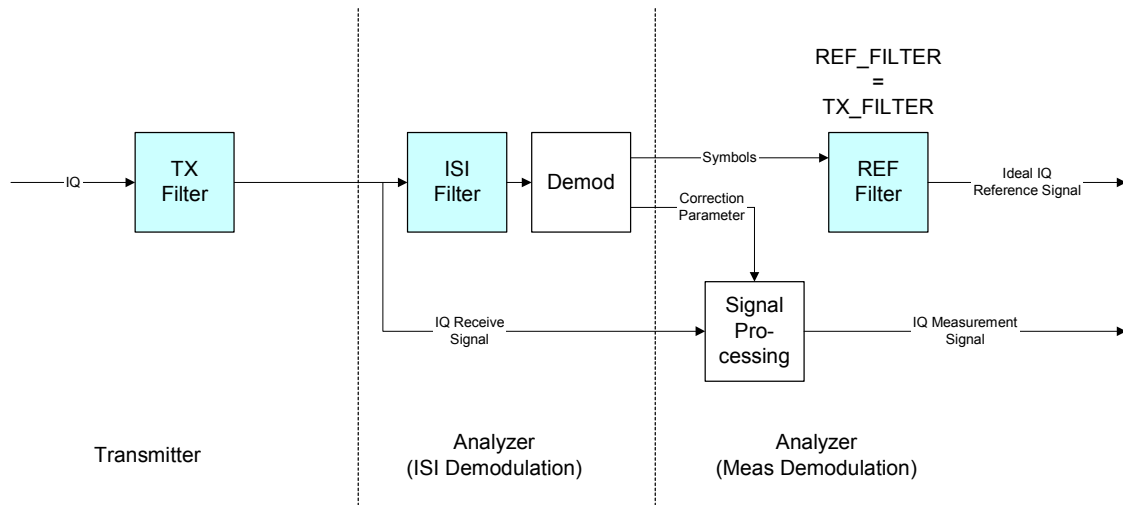 REF_FILTER
=
TX_FILTER
IQ
TX
Filter
ISI
Filter
Demod
Symbols
REF
Filter
Ideal IQ
Reference Signal
Correction
Parameter
IQ Receive
Signal
Signal
Pro-
cessing
IQ Measurement
Signal
Transmitter
Analyzer
(ISI Demodulation)
Analyzer
(Meas Demodulation)